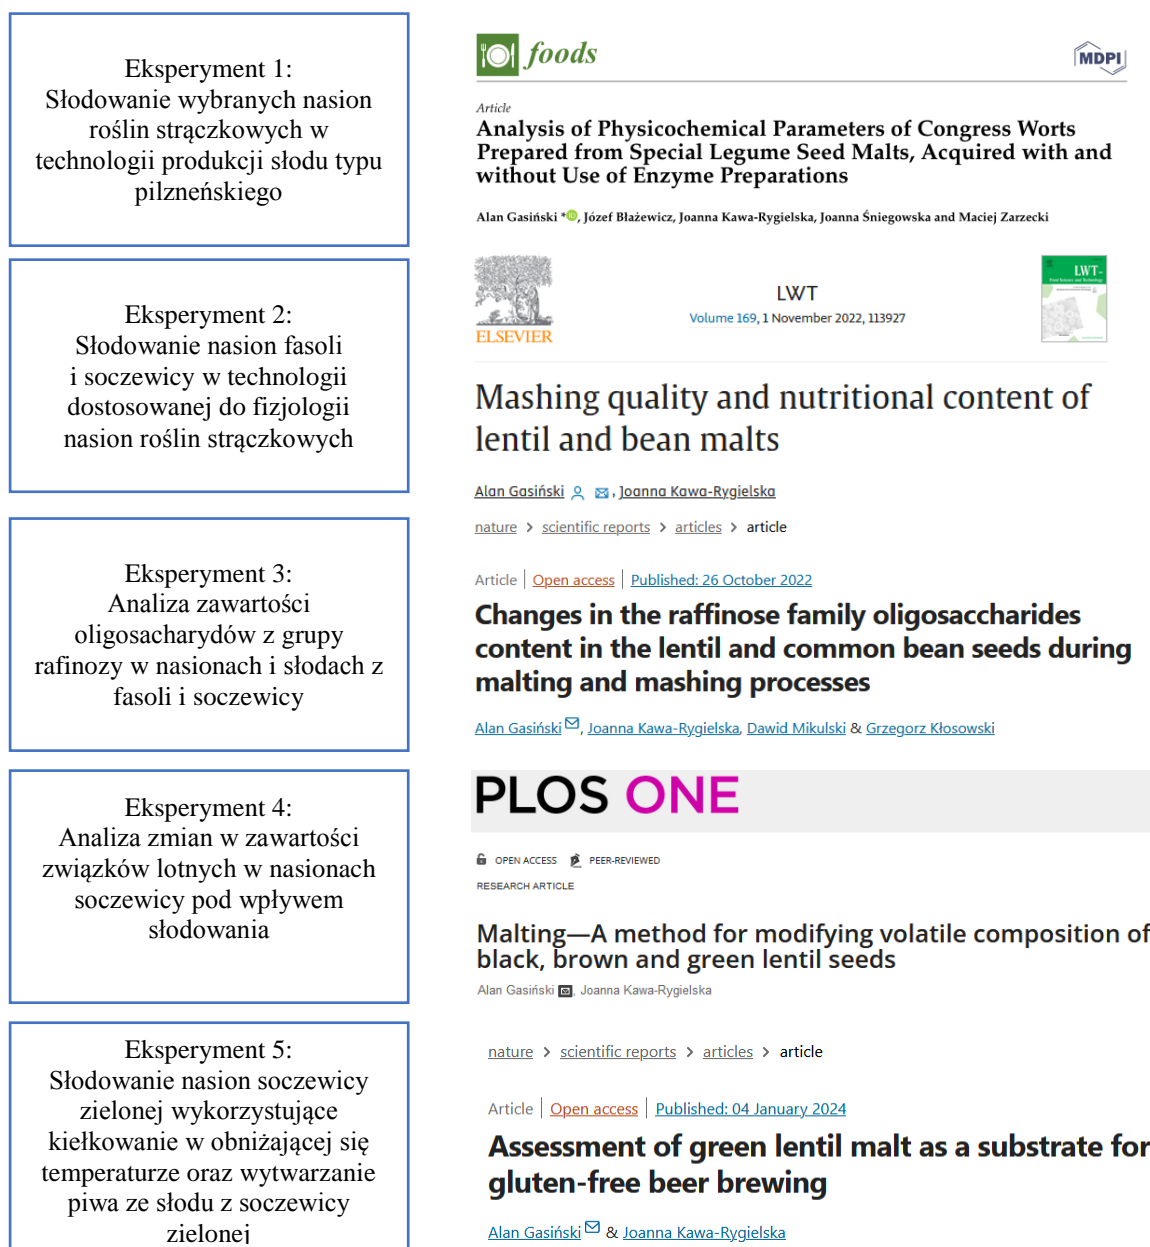 Eksperyment 1:
Słodowanie wybranych nasion
roślin strączkowych w
technologii produkcji słodu typu
pilzneńskiego
foods
MDPI
Article
Analysis of Physicochemical Parameters of Congress Worts
Prepared from Special Legume Seed Malts, Acquired with and
without Use of Enzyme Preparations
Alan Gasiński *, Józef Błażewicz, Joanna Kawa-Rygielska, Joanna Śniegowska and Maciej Zarzecki
Eksperyment 2:
Słodowanie nasion fasoli
i soczewicy w technologii
dostosowanej do fizjologii
nasion roślin strączkowych
ELSEVIER
LWT
Volume 169, 1 November 2022, 113927
LWT-
Mashing quality and nutritional content of
lentil and bean malts
Alan Gasiński, Joanna Kawa-Rygielska
Eksperyment 3:
Analiza zawartości
oligosacharydów z grupy
rafinozy w nasionach i słodach z
fasoli i soczewicy
nature > scientific reports > articles > article
Article | Open access | Published: 26 October 2022
Changes in the raffinose family oligosaccharides
content in the lentil and common bean seeds during
malting and mashing processes
Alan Gasiński, Joanna Kawa-Rygielska, Dawid Mikulski & Grzegorz Kłosowski
Eksperyment 4:
Analiza zmian w zawartości
związków lotnych w nasionach
soczewicy pod wpływem
słodowania
PLOS ONE
OPEN ACCESS PEER-REVIEWED
RESEARCH ARTICLE
Malting—A method for modifying volatile composition of
black, brown and green lentil seeds
Alan Gasiński, Joanna Kawa-Rygielska
Eksperyment 5:
Słodowanie nasion soczewicy
zielonej wykorzystujące
kiełkowanie w obniżającej się
temperaturze oraz wytwarzanie
piwa ze słodu z soczewicy
zielonej
nature > scientific reports > articles > article
Article | Open access | Published: 04 January 2024
Assessment of green lentil malt as a substrate for
gluten-free beer brewing
Alan Gasiński & Joanna Kawa-Rygielska